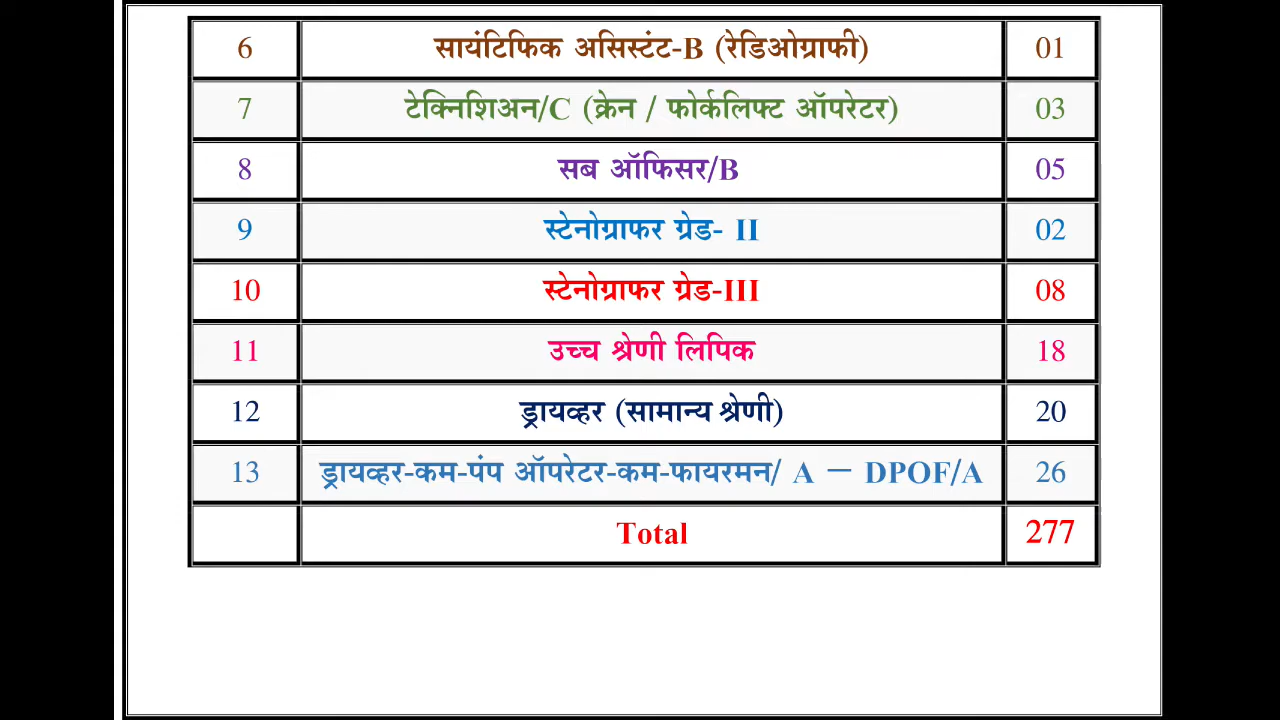 6 सायंटिफिक असिस्टंट-B (रेडिओग्राफी) 01
7 टेक्निशिअन/C (क्रेन / फोर्कलिफ्ट ऑपरेटर) 03
8 सब ऑफिसर/B 05
9 स्टेनोग्राफर ग्रेड- II 02
10 स्टेनोग्राफर ग्रेड-III 08
11 उच्च श्रेणी लिपिक 18
12 ड्रायव्हर (सामान्य श्रेणी) 20
13 ड्रायव्हर-कम-पंप ऑपरेटर-कम-फायरमन/ A – DPOF/A 26
Total 277